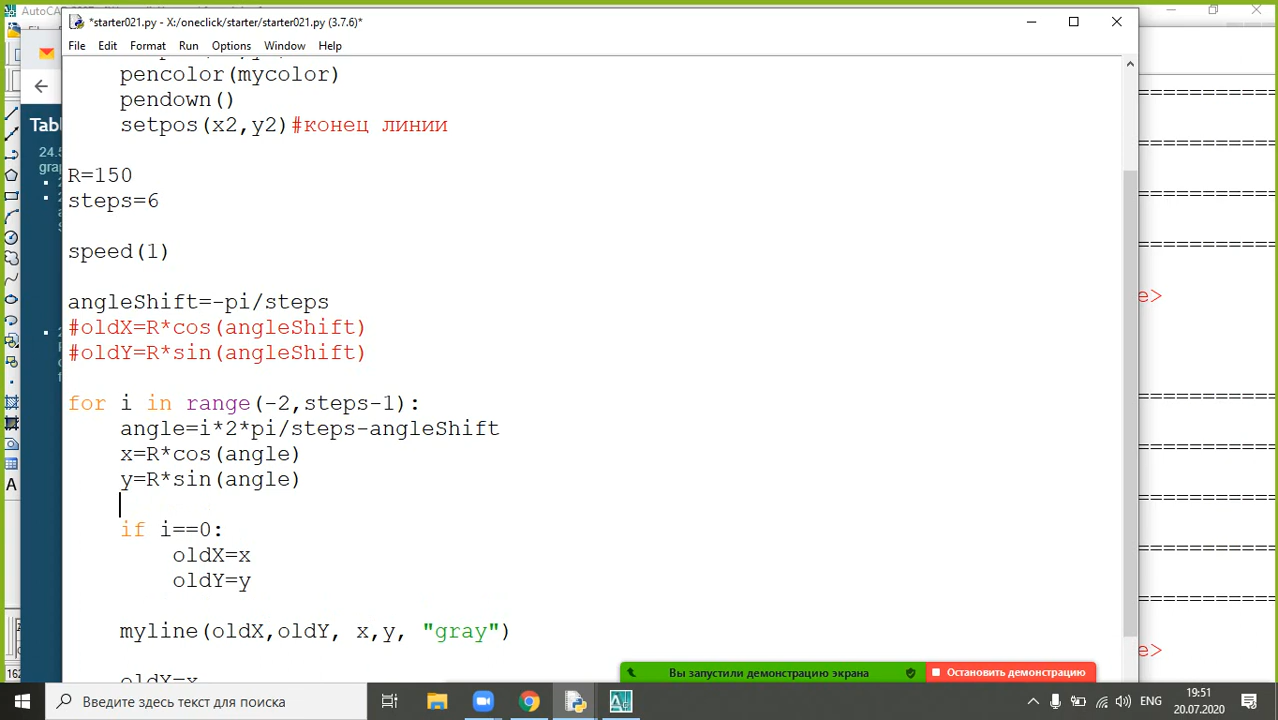 *starter021.py - X:/oneclick/starter/starter021.py (3.7.6)*
File Edit Format Run Options Window Help
pencolor(mycolor)
pendown()
setpos(x2,y2)#конец линии
R=150
steps=6
speed(1)
angleShift=-pi/steps
#oldX=R*cos(angleShift)
#oldY=R*sin(angleShift)
for i in range(-2,steps-1):
angle=i*2*pi/steps-angleShift
x=R*cos(angle)
y=R*sin(angle)
if i==0:
oldX=x
oldY=y
myline(oldX,oldY, x,y, "gray")
oldX=x
Вы запустили демонстрацию экрана
Остановить демонстрацию
Введите здесь текст для поиска
ENG
19:51
20.07.2020